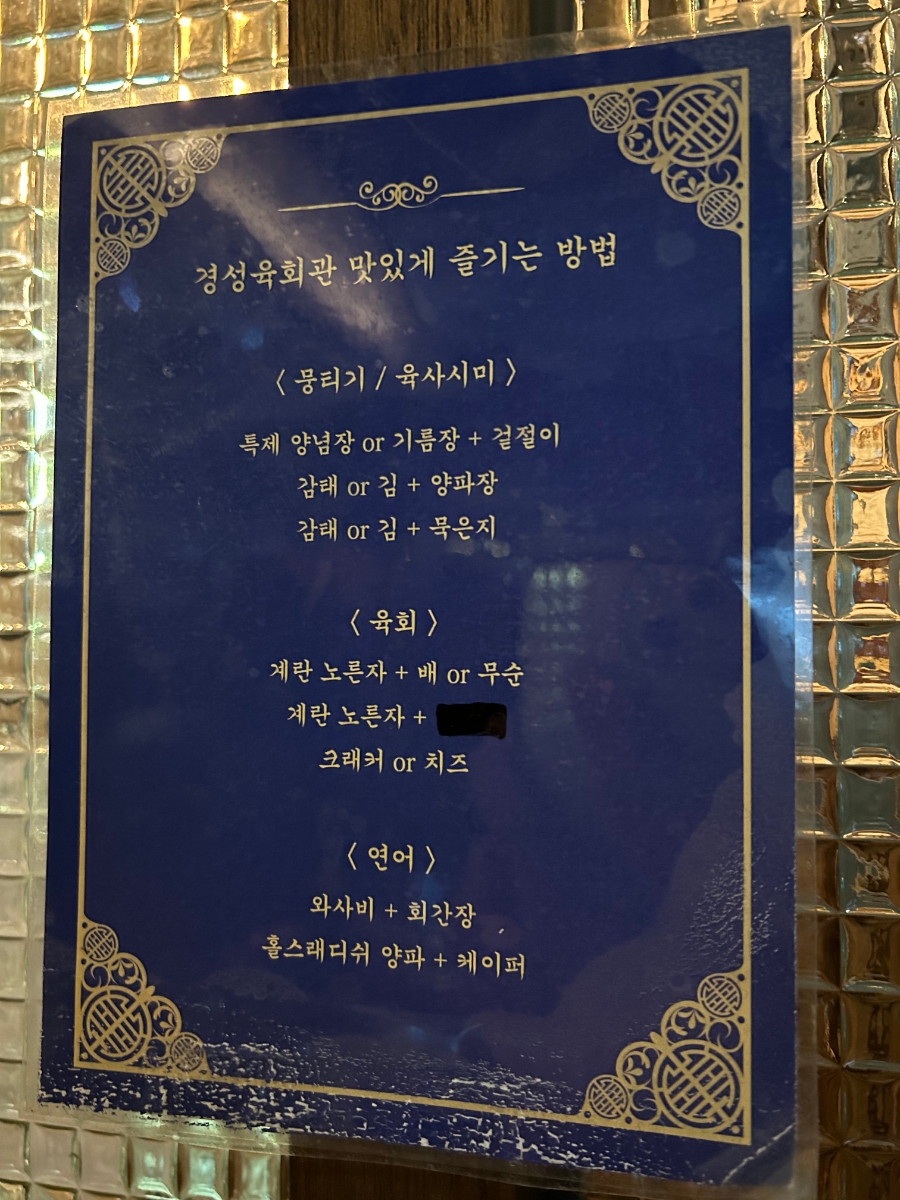 경성육회관 맛있게 즐기는 방법
〈 뭉티기 / 육사시미 〉
특제 양념장 or 기름장 + 겉절이
감태 or 김 + 양파장
감태 or 김 + 묵은지
〈 육회 〉
계란 노른자 + 배 or 무순
계란 노른자 +
크래커 or 치즈
〈 연어 〉
와사비 + 회간장
홀스래디쉬 양파 + 케이퍼